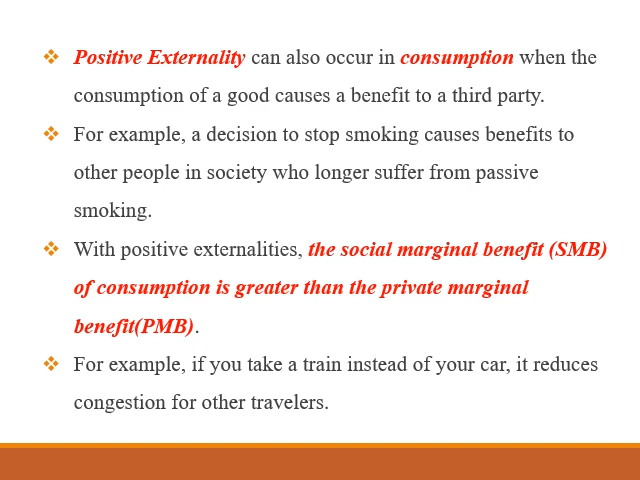 ❖ Positive Externality can also occur in consumption when the
consumption of a good causes a benefit to a third party.
❖ For example, a decision to stop smoking causes benefits to
other people in society who longer suffer from passive
smoking.
❖ With positive externalities, the social marginal benefit (SMB)
of consumption is greater than the private marginal
benefit(PMB).
❖ For example, if you take a train instead of your car, it reduces
congestion for other travelers.